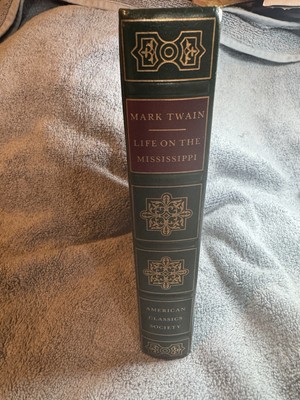 MARK TWAIN
LIFE ON THE
MISSISSIPPI
AMERICAN
CLASSICS
SOCIETY